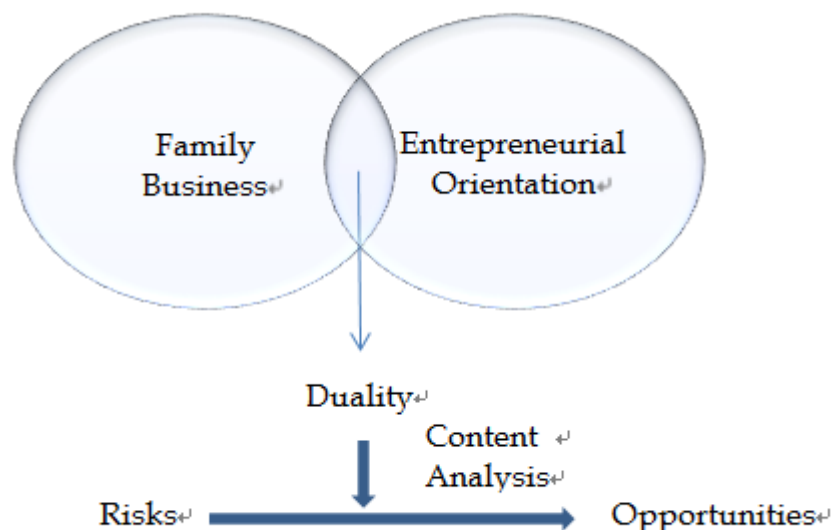 Family
Business
Entrepreneurial
Orientation
Duality
Content
Analysis
Risks
Opportunities